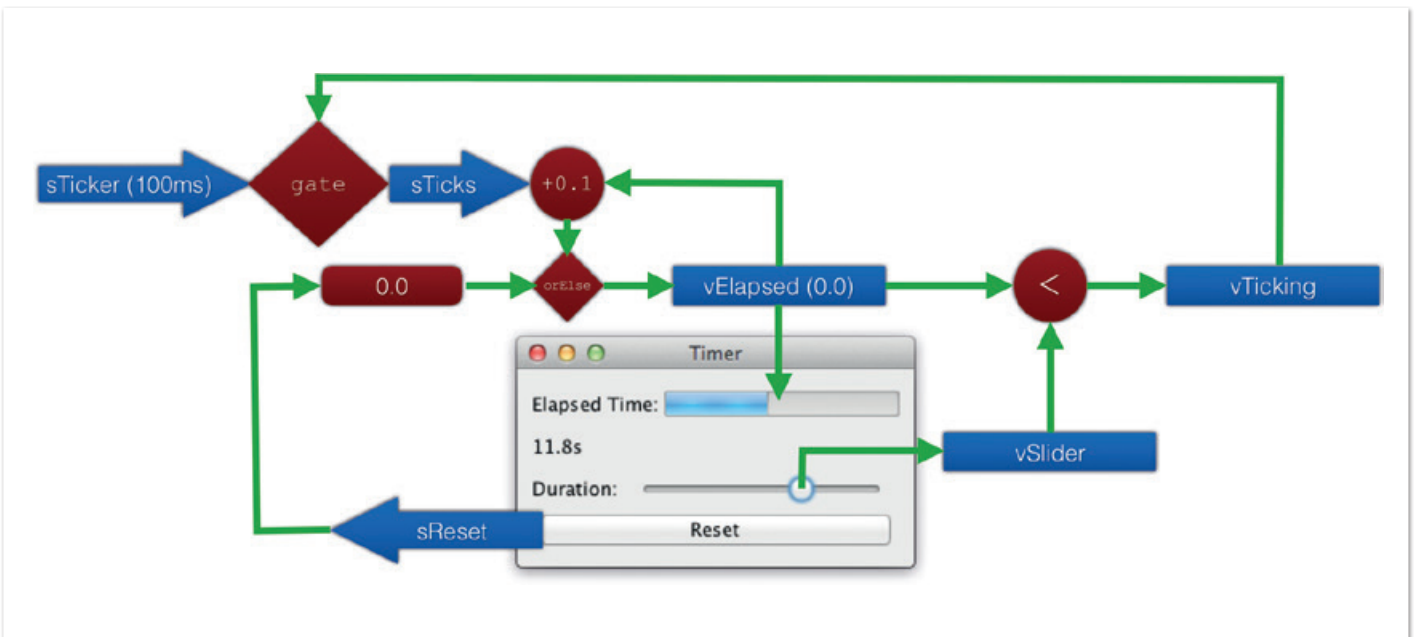 sTicker (100ms)
gate
sTicks
+0.1
0.0
orElse
vElapsed (0.0)
<
vTicking
Timer
Elapsed Time:
11.8s
vSlider
Duration:
sReset
Reset